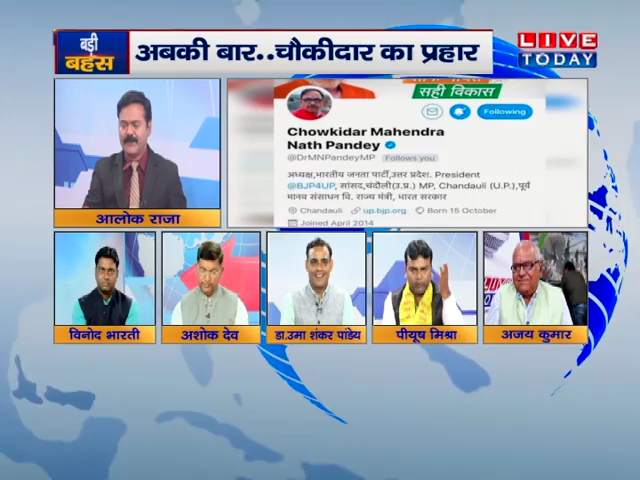 बड़ी
बहस
अबकी बार..चौकीदार का प्रहार
LIVE
TODAY
सही विकास
Following
Chowkidar Mahendra
Nath Pandey
@DrMNPandeyMP Follows you
अध्यक्ष,भारतीय जनता पार्टी,उत्तर प्रदेश. President
@BJP4UP, सांसद,चंदौली(उ.प्र.) MP, Chandauli (U.P.),पूर्व
मानव संसाधन वि. राज्य मंत्री, भारत सरकार
Chandauli up.bjp.org Born 15 October
Joined April 2014
आलोक राजा
विनोद भारती
अशोक देव
डा.उमा शंकर पांडेय
पीयूष मिश्रा
अजय कुमार